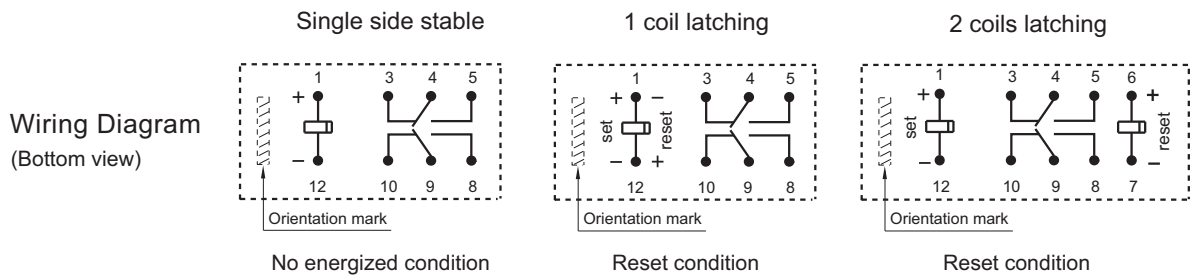 Single side stable
1 coil latching
2 coils latching
1 3 4 5
1 3 4 5
1 3 4 5 6
+
+ −
+ +
Wiring Diagram
(Bottom view)
set reset
set reset
−
− +
− −
12 10 9 8
12 10 9 8
12 10 9 8 7
Orientation mark
Orientation mark
Orientation mark
No energized condition
Reset condition
Reset condition